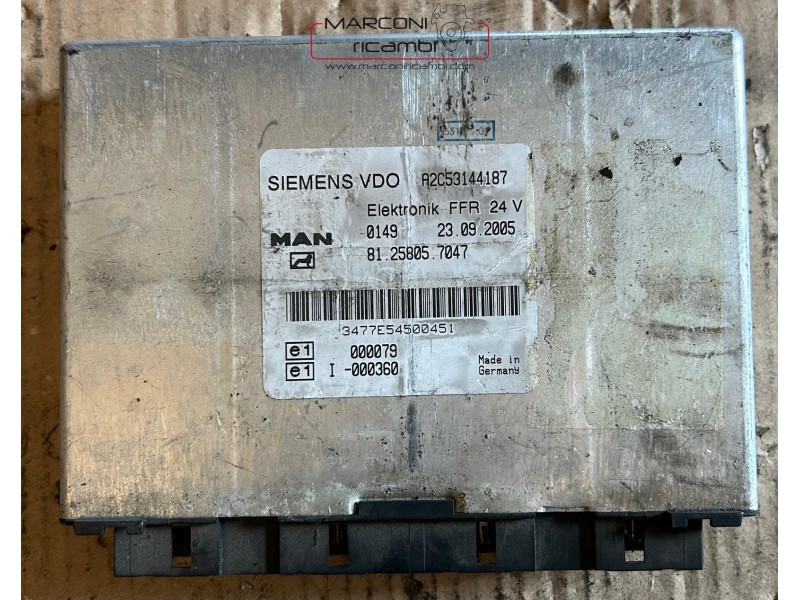 MARCONI
ricambi
www.marconiricambi.com
SIEMENS VDO A2C53144187
Elektronik FFR 24 V
MAN 0149 23.09.2005
81.25805.7047
3477E54500451
e1 000079
e1 I -000360
Made in
Germany